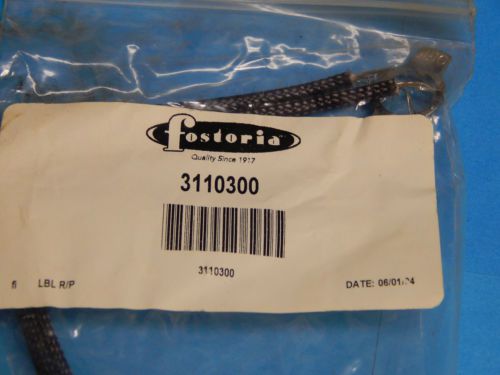 fostoria
Quality Since 1917
3110300
3110300
LBL R/P
DATE: 06/01/